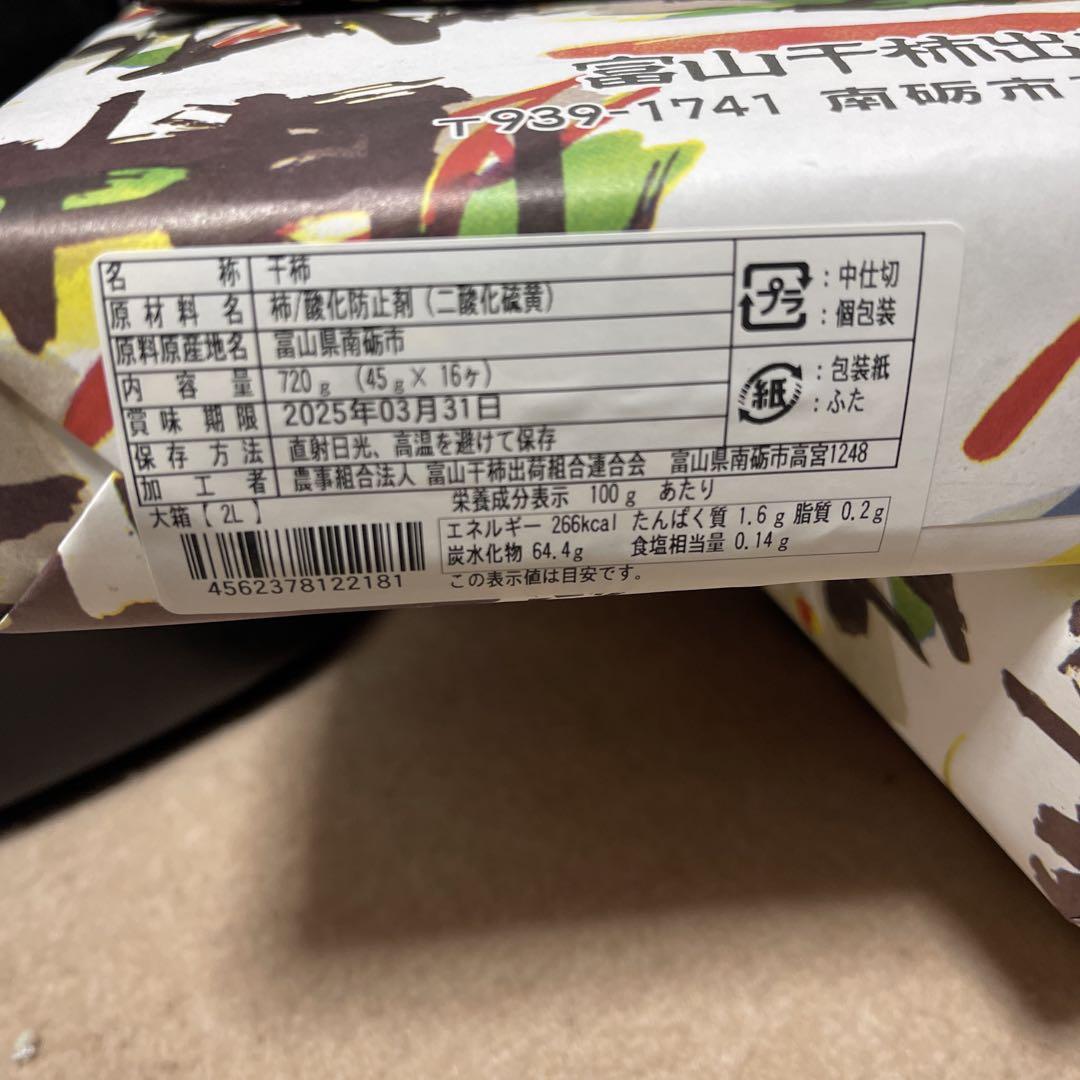 富山干柿出
〒939-1741 南砺市
名称 干柿
原材料名 柿/酸化防止剤(二酸化硫黄)
原料原産地名 富山県南砺市
内容量 720g (45g× 16ケ)
賞味期限 2025年03月31日
保存方法 直射日光、高温を避けて保存
加工者 農事組合法人 富山干柿出荷組合連合会 富山県南砺市高宮1248
プラ :中仕切
:個包装
紙 :包装紙
:ふた
大箱【 2L 】
4562378122181
栄養成分表示 100g あたり
エネルギー 266kcal たんぱく質 1.6g 脂質 0.2g
炭水化物 64.4g 食塩相当量 0.14g
この表示値は目安です。